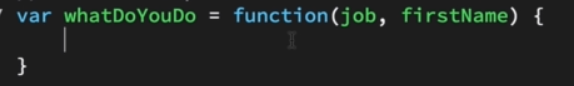 var whatDoYouDo = function(job, firstName) {
}